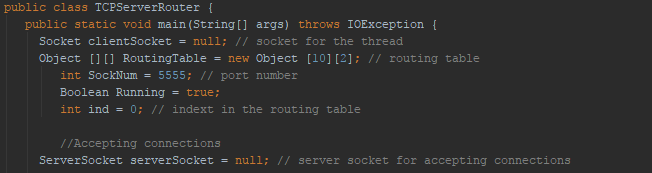 public class TCPServerRouter {
public static void main(String[] args) throws IOException {
Socket clientSocket = null; // socket for the thread
Object [][] RoutingTable = new Object [10][2]; // routing table
int SockNum = 5555; // port number
Boolean Running = true;
int ind = 0; // indext in the routing table
//Accepting connections
ServerSocket serverSocket = null; // server socket for accepting connections